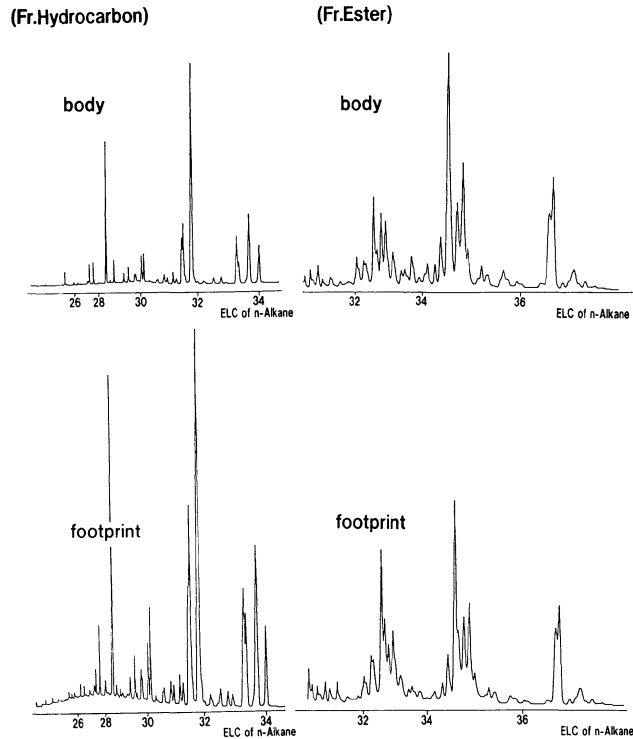 (Fr.Hydrocarbon)
(Fr.Ester)
body
body
26 28 30 32 34
ELC of n-Alkane
32 34 36
ELC of n-Alkane
footprint
footprint
26 28 30 32 34
ELC of n-Alkane
32 34 36
ELC of n-Alkane